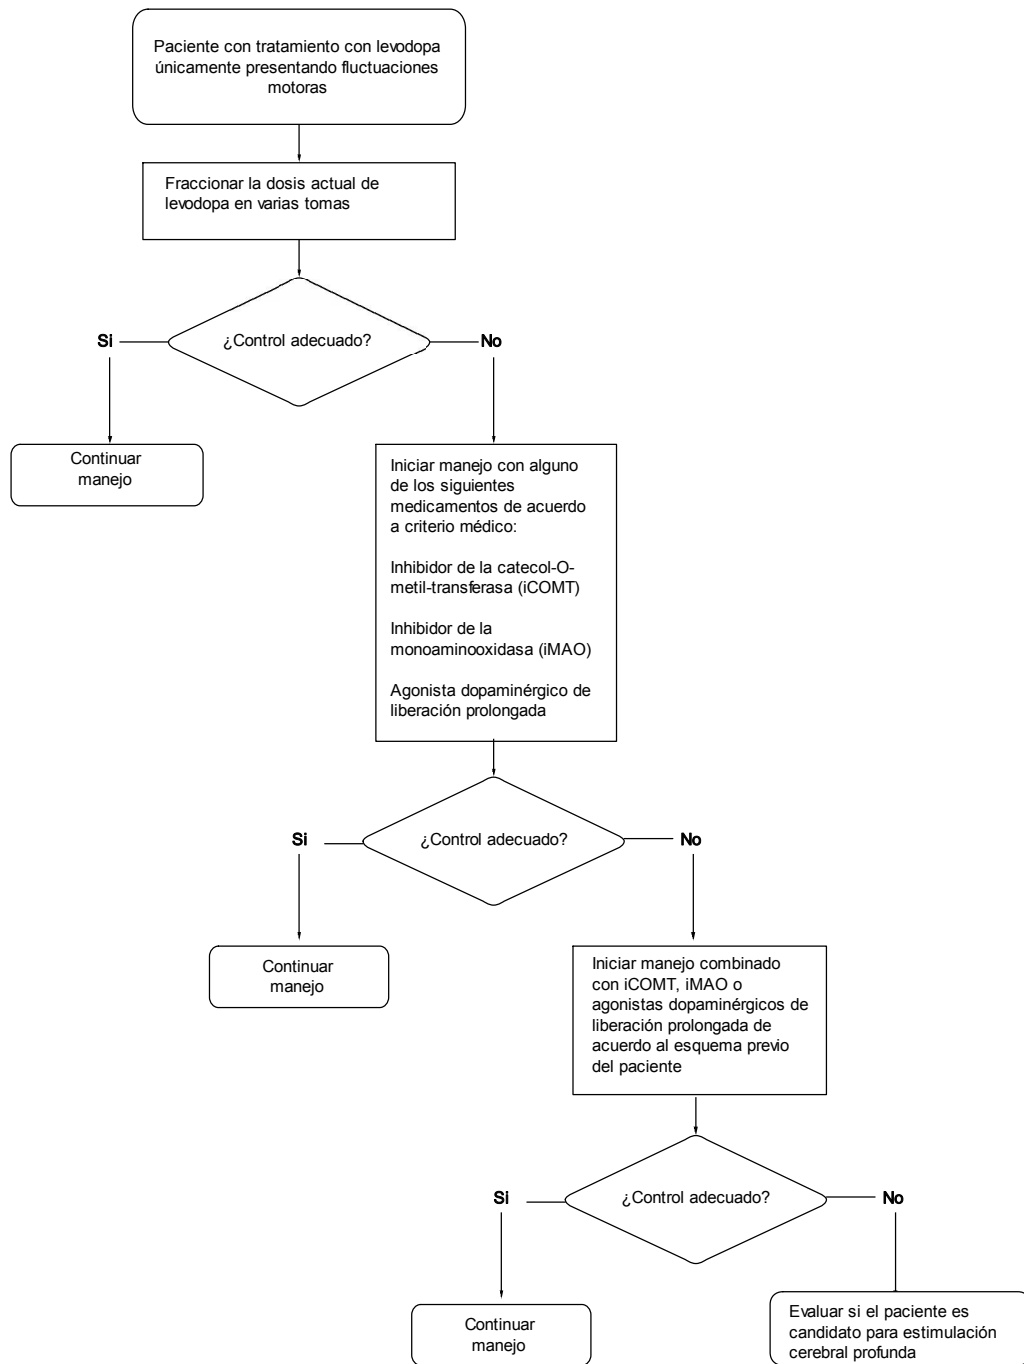 Paciente con tratamiento con levodopa
únicamente presentando fluctuaciones
motoras
Fraccionar la dosis actual de
levodopa en varias tomas
¿Control adecuado?
Si
No
Continuar
manejo
Iniciar manejo con alguno
de los siguientes
medicamentos de acuerdo
a criterio médico:
Inhibidor de la catecol-O-
metil-transferasa (iCOMT)
Inhibidor de la
monoaminooxidasa (iMAO)
Agonista dopaminérgico de
liberación prolongada
¿Control adecuado?
Si
No
Continuar
manejo
Iniciar manejo combinado
con iCOMT, iMAO o
agonistas dopaminérgicos de
liberación prolongada de
acuerdo al esquema previo
del paciente
¿Control adecuado?
Si
No
Continuar
manejo
Evaluar si el paciente es
candidato para estimulación
cerebral profunda